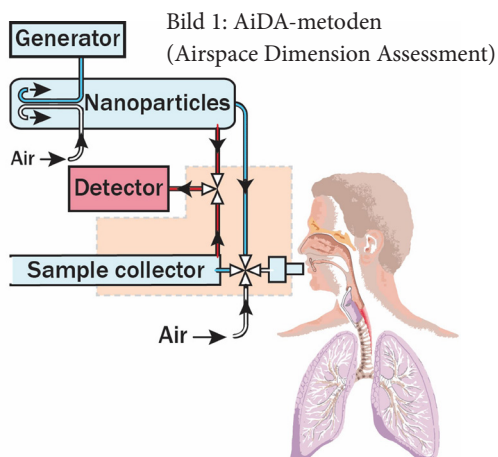 Bild 1: AiDA-metoden
(Airspace Dimension Assessment)
Generator
Nanoparticles
Air
Detector
Sample collector
Air